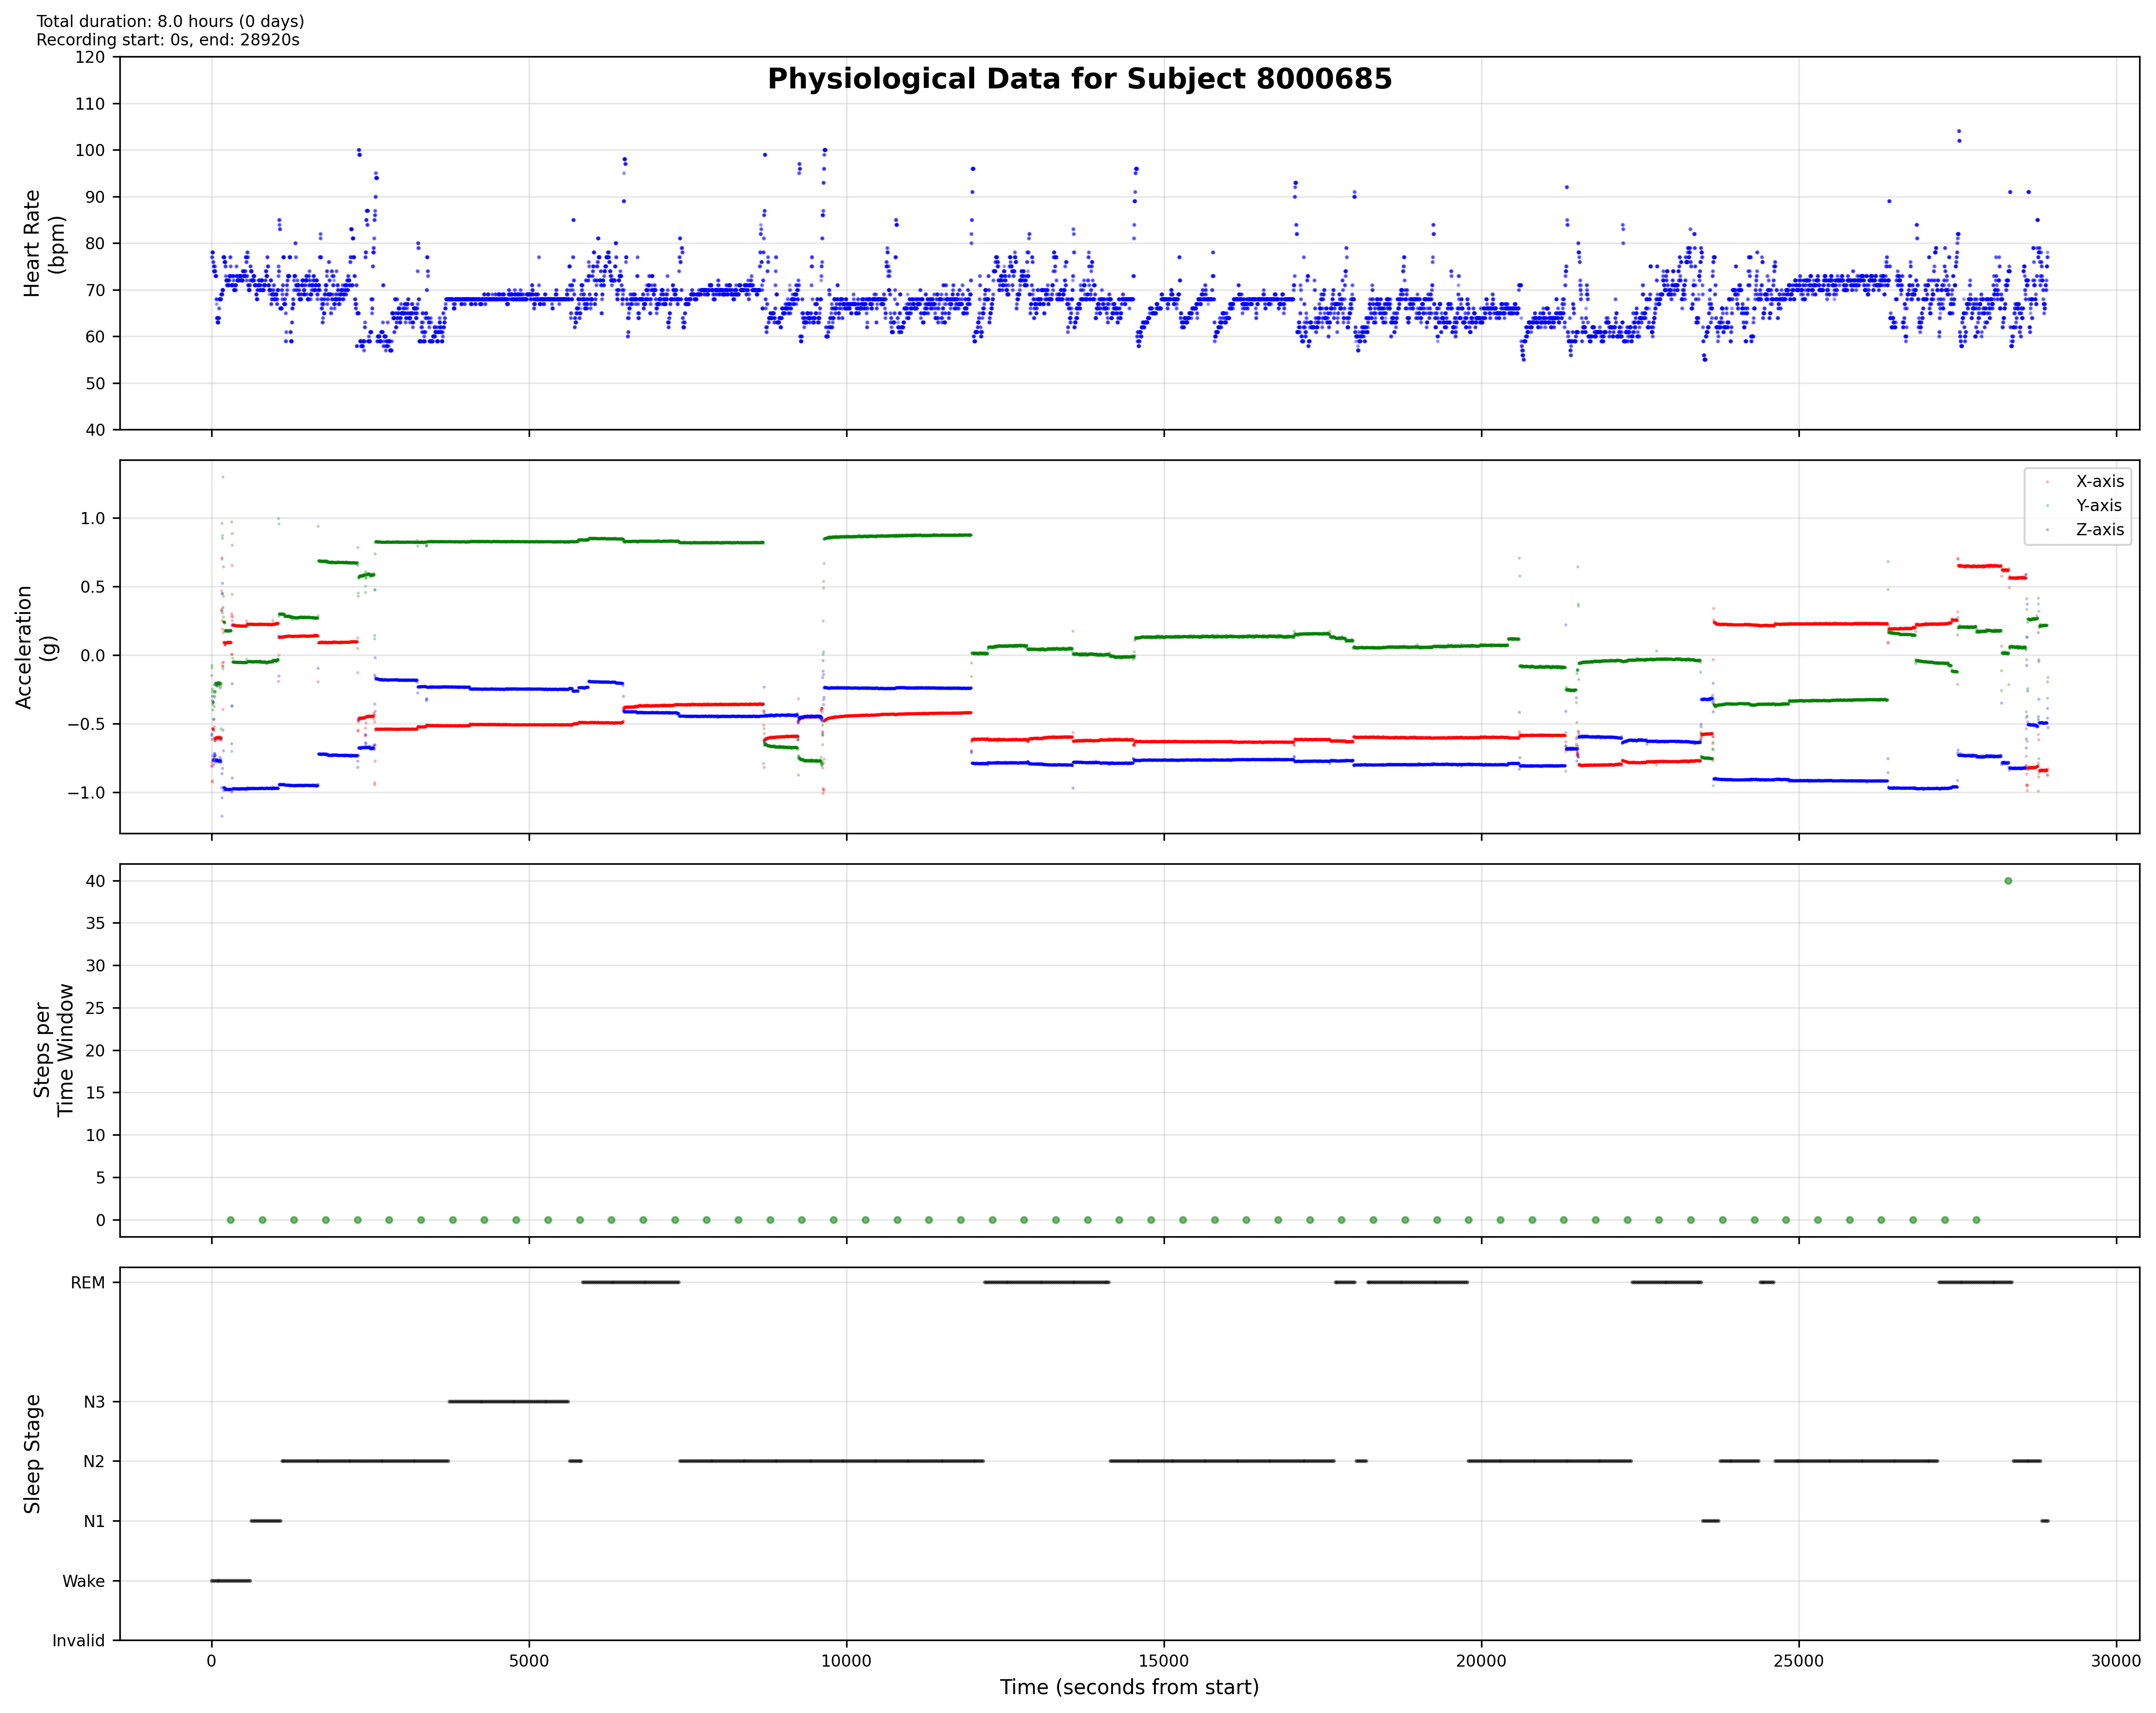 Total duration: 8.0 hours (0 days)
Recording start: 0s, end: 28920s
Physiological Data for Subject 8000685
120
110
100
90
80
70
60
50
40
Heart Rate
(bpm)
1.0
0.5
0.0
−0.5
−1.0
Acceleration
(g)
X-axis
Y-axis
Z-axis
40
35
30
25
20
15
10
5
0
Steps per
Time Window
REM
N3
N2
N1
Wake
Invalid
Sleep Stage
0
5000
10000
15000
20000
25000
30000
Time (seconds from start)